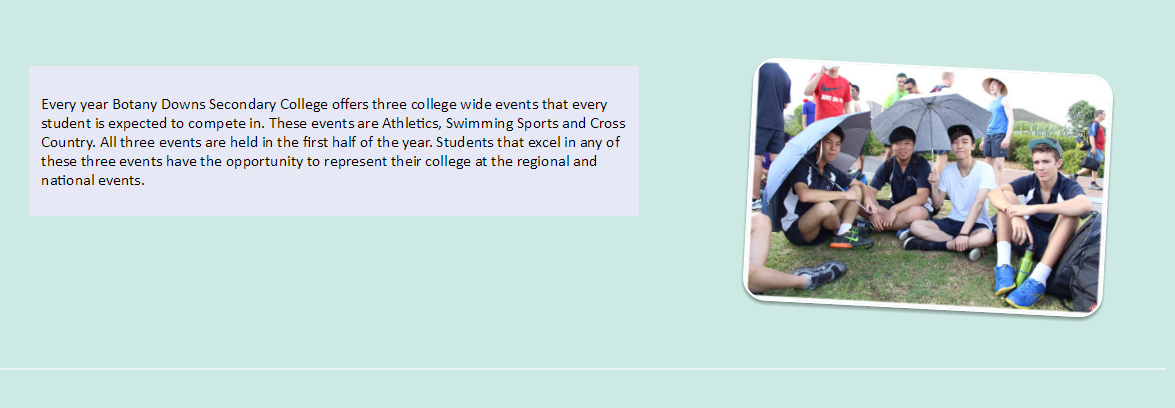 Every year Botany Downs Secondary College offers three college wide events that every
student is expected to compete in. These events are Athletics, Swimming Sports and Cross
Country. All three events are held in the first half of the year. Students that excel in any of
these three events have the opportunity to represent their college at the regional and
national events.